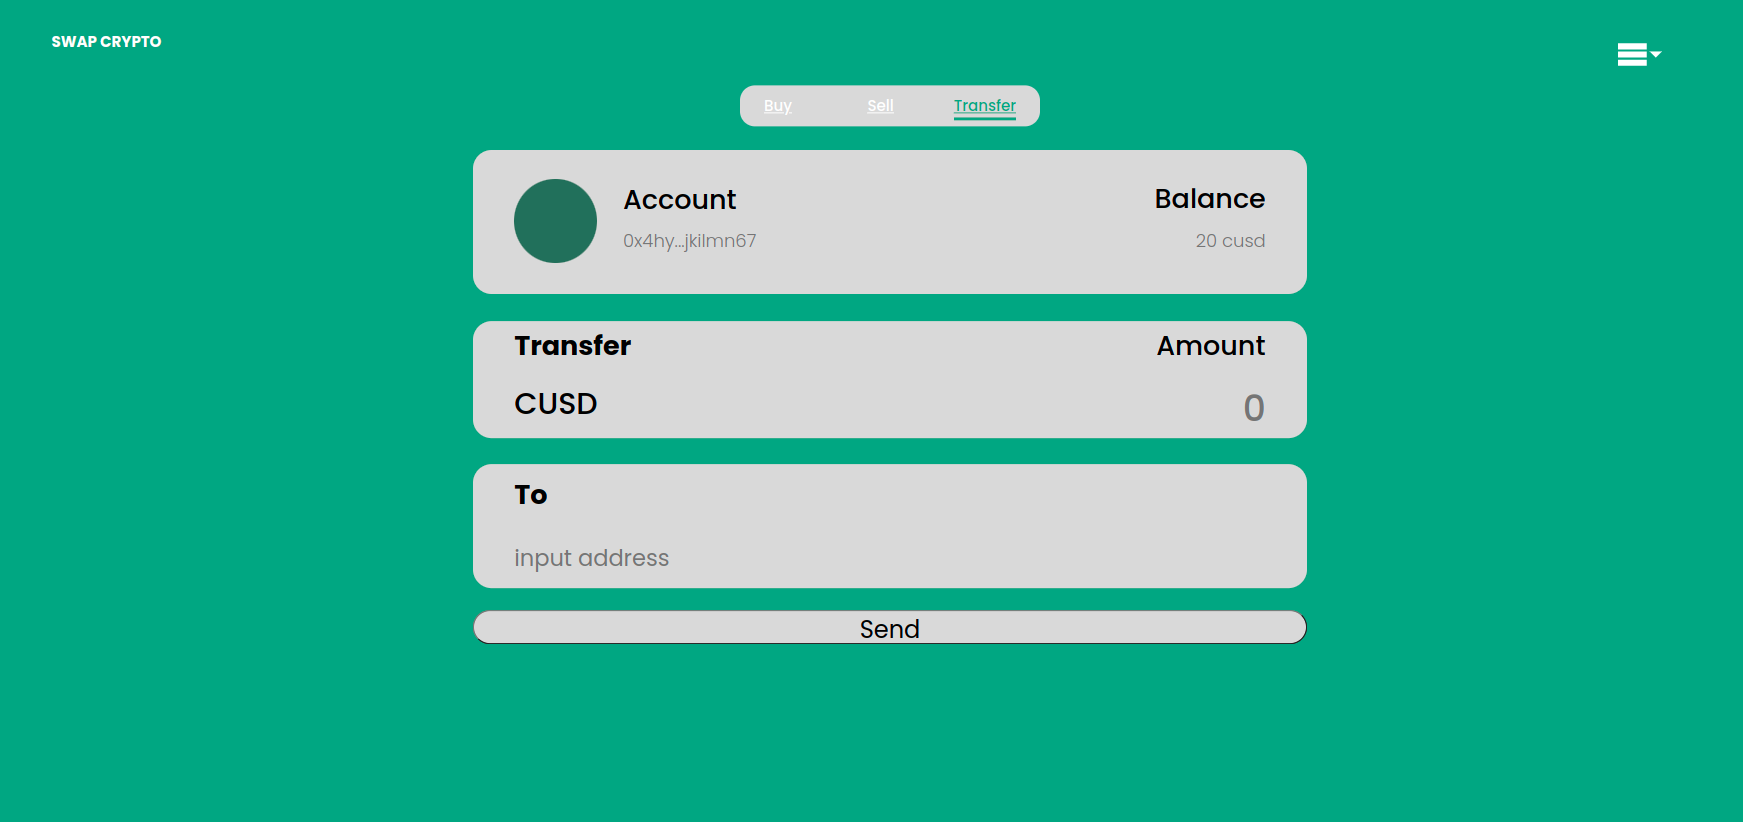 SWAP CRYPTO
Buy Sell Transfer
Account Balance
0x4hy...jkilmn67 20 cusd
Transfer Amount
CUSD 0
To
input address
Send